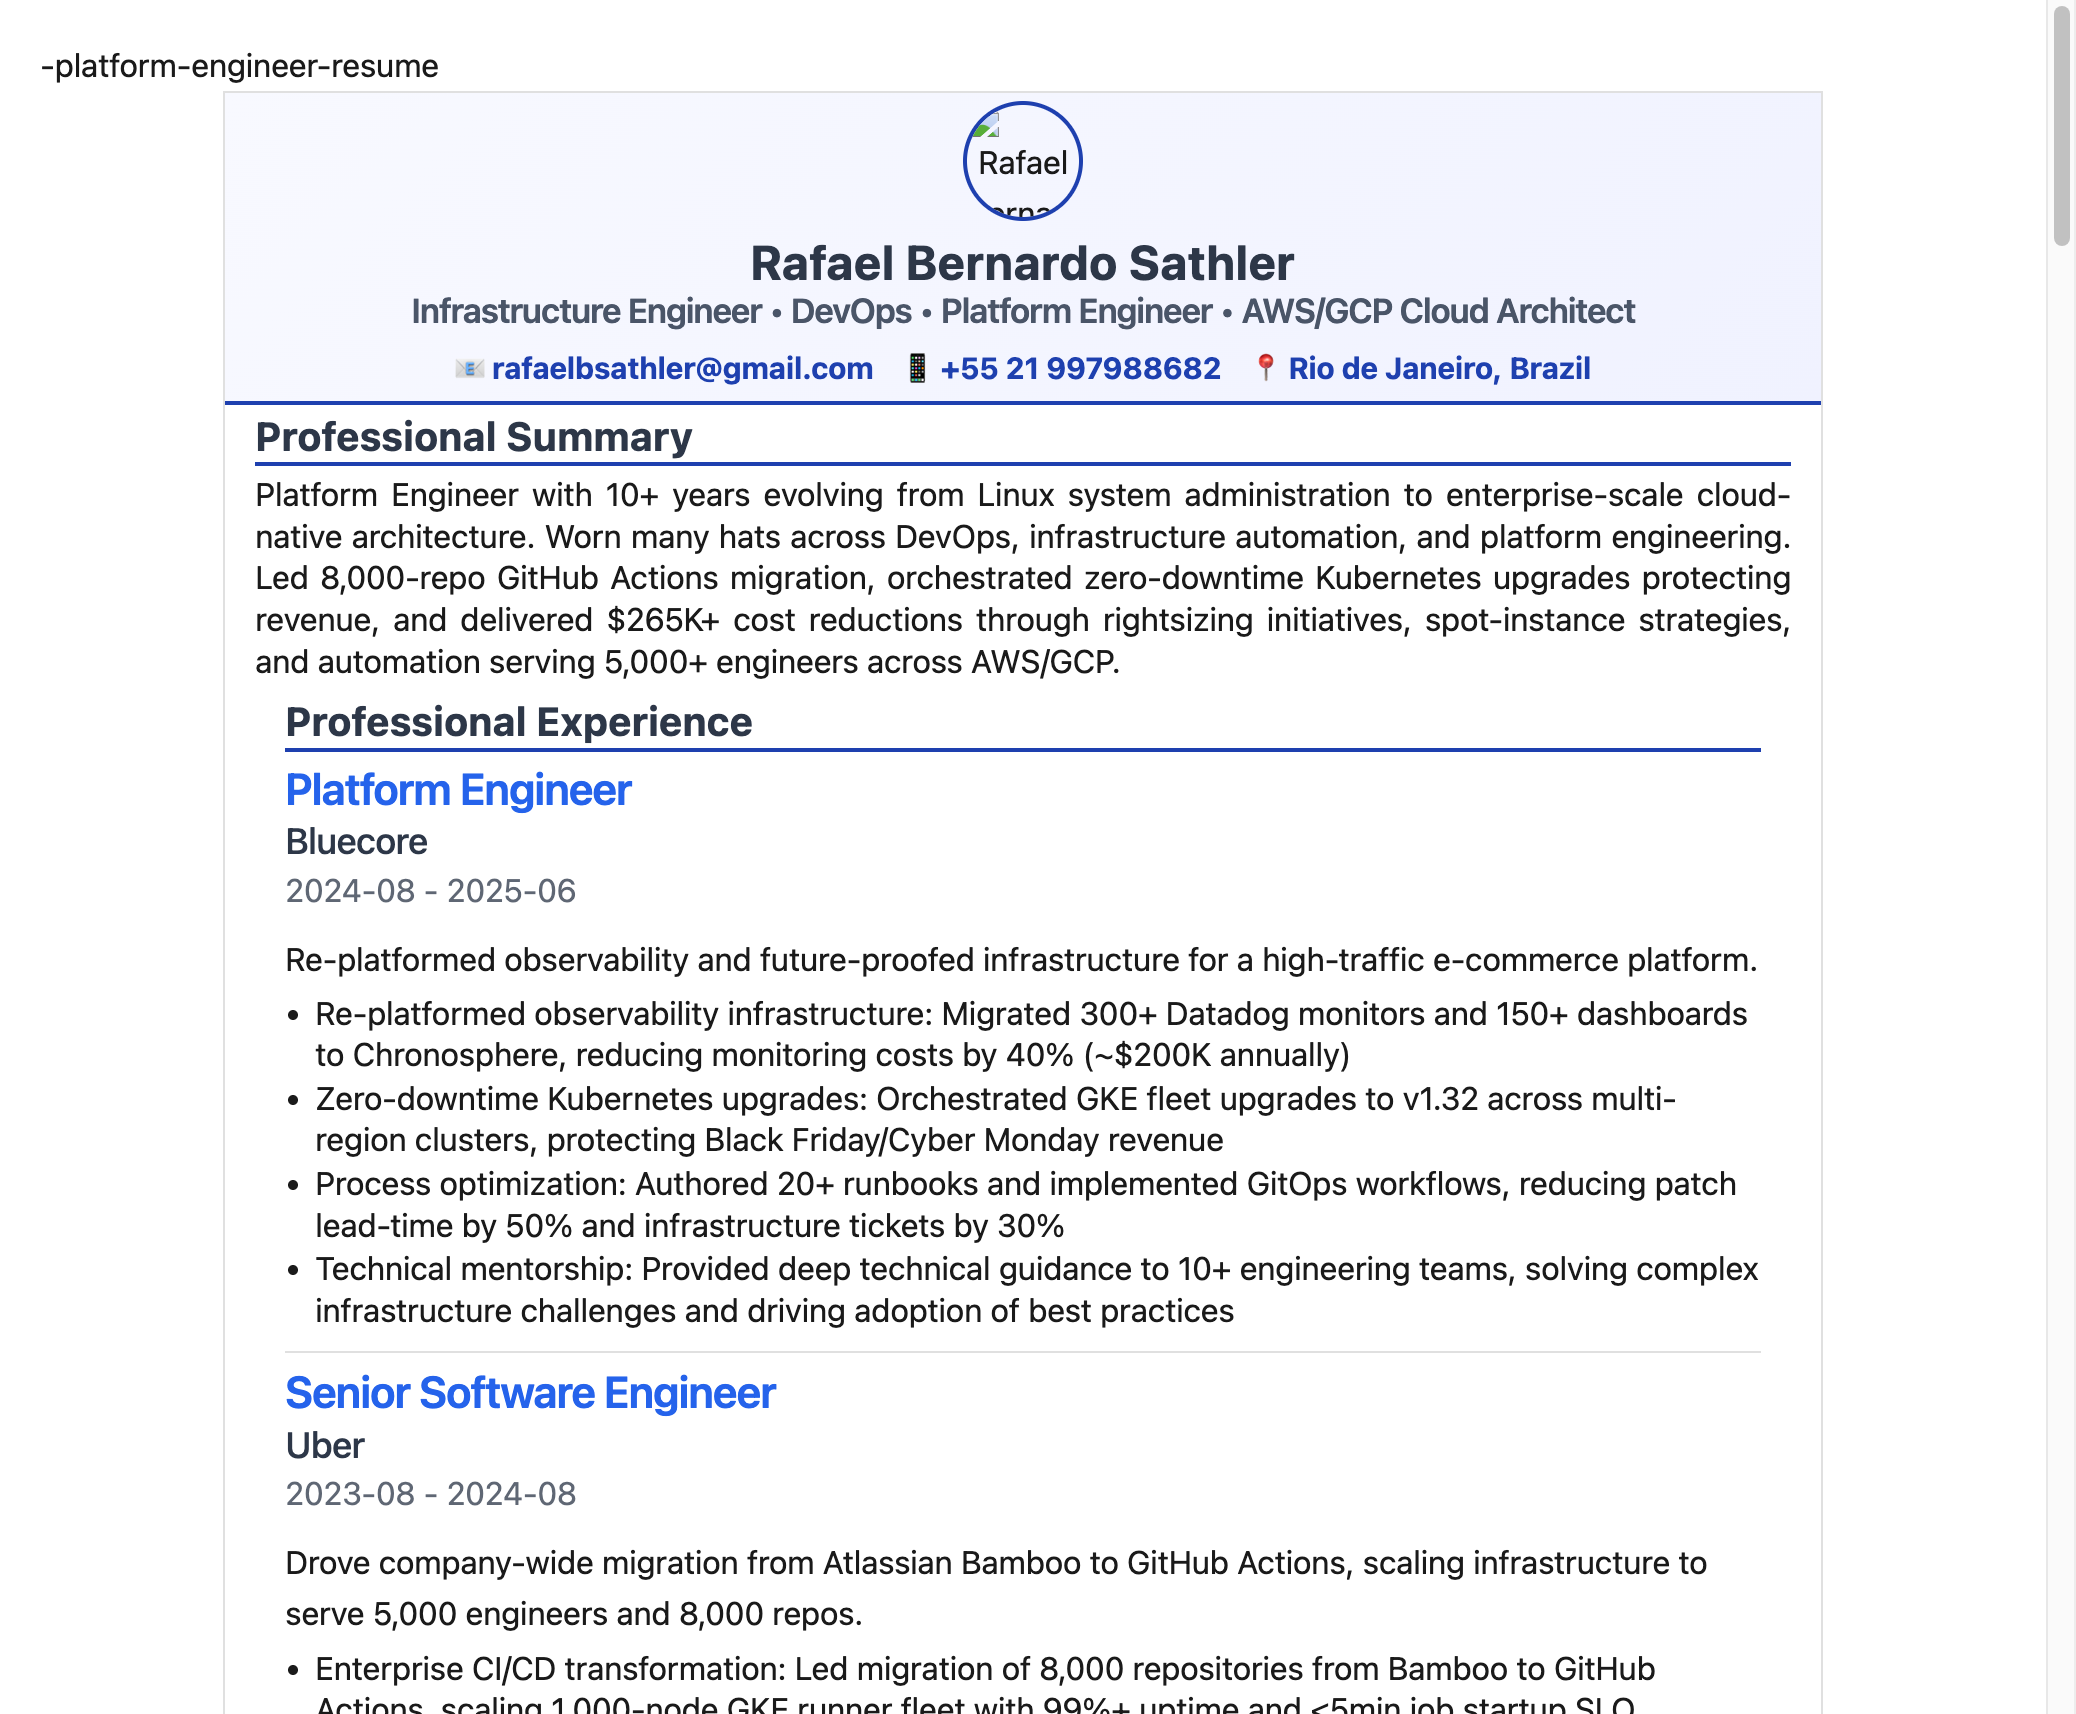 -platform-engineer-resume
Rafael
Rafael Bernardo Sathler
Infrastructure Engineer • DevOps • Platform Engineer • AWS/GCP Cloud Architect
📧 rafaelbsathler@gmail.com 📱 +55 21 997988682 📍 Rio de Janeiro, Brazil
Professional Summary
Platform Engineer with 10+ years evolving from Linux system administration to enterprise-scale cloud-
native architecture. Worn many hats across DevOps, infrastructure automation, and platform engineering.
Led 8,000-repo GitHub Actions migration, orchestrated zero-downtime Kubernetes upgrades protecting
revenue, and delivered $265K+ cost reductions through rightsizing initiatives, spot-instance strategies,
and automation serving 5,000+ engineers across AWS/GCP.
Professional Experience
Platform Engineer
Bluecore
2024-08 - 2025-06
Re-platformed observability and future-proofed infrastructure for a high-traffic e-commerce platform.
• Re-platformed observability infrastructure: Migrated 300+ Datadog monitors and 150+ dashboards
to Chronosphere, reducing monitoring costs by 40% (~$200K annually)
• Zero-downtime Kubernetes upgrades: Orchestrated GKE fleet upgrades to v1.32 across multi-
region clusters, protecting Black Friday/Cyber Monday revenue
• Process optimization: Authored 20+ runbooks and implemented GitOps workflows, reducing patch
lead-time by 50% and infrastructure tickets by 30%
• Technical mentorship: Provided deep technical guidance to 10+ engineering teams, solving complex
infrastructure challenges and driving adoption of best practices
Senior Software Engineer
Uber
2023-08 - 2024-08
Drove company-wide migration from Atlassian Bamboo to GitHub Actions, scaling infrastructure to
serve 5,000 engineers and 8,000 repos.
• Enterprise CI/CD transformation: Led migration of 8,000 repositories from Bamboo to GitHub
Actions, scaling 1,000-node GKE runner fleet with 99%+ uptime and <5min job startup SLO